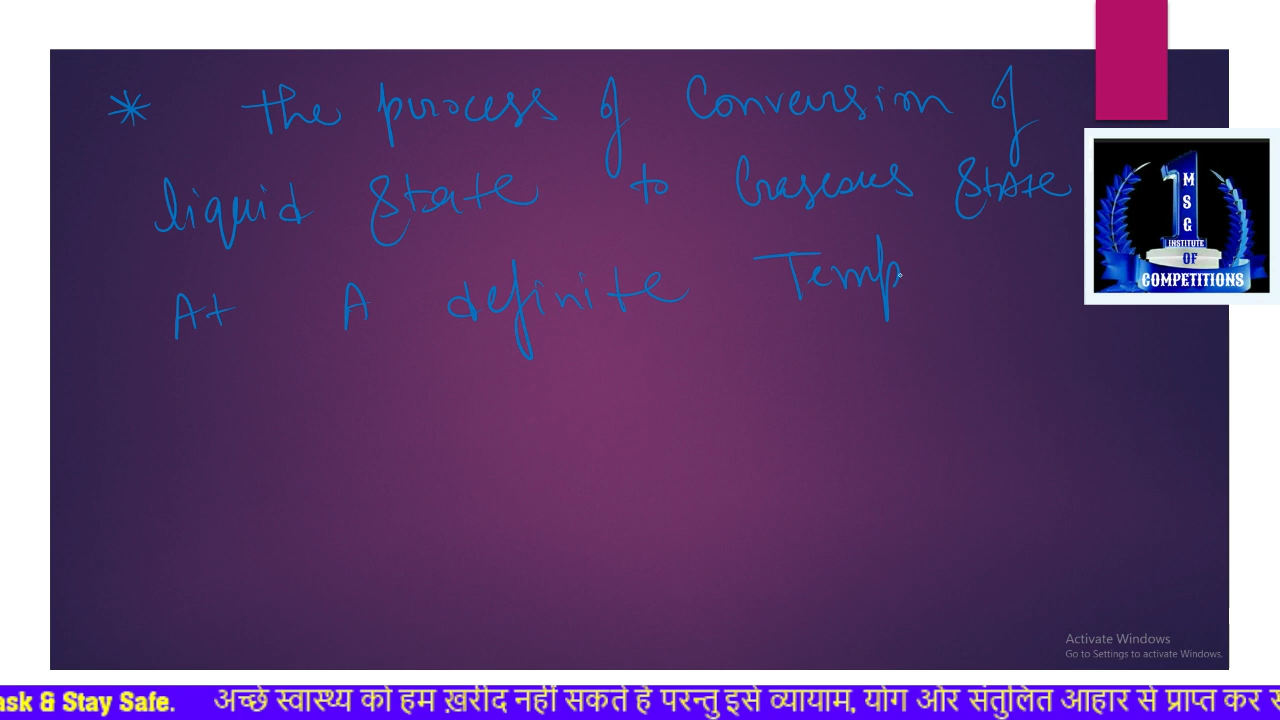 * the process of Conversion of
liquid State to Gaseous State
At A definite Temp
1
MSG
INSTITUTE
OF
COMPETITIONS
Activate Windows
Go to Settings to activate Windows.
ask & Stay Safe. अच्छे स्वास्थ्य को हम ख़रीद नहीं सकते हैं परन्तु इसे व्यायाम, योग और संतुलित आहार से प्राप्त कर